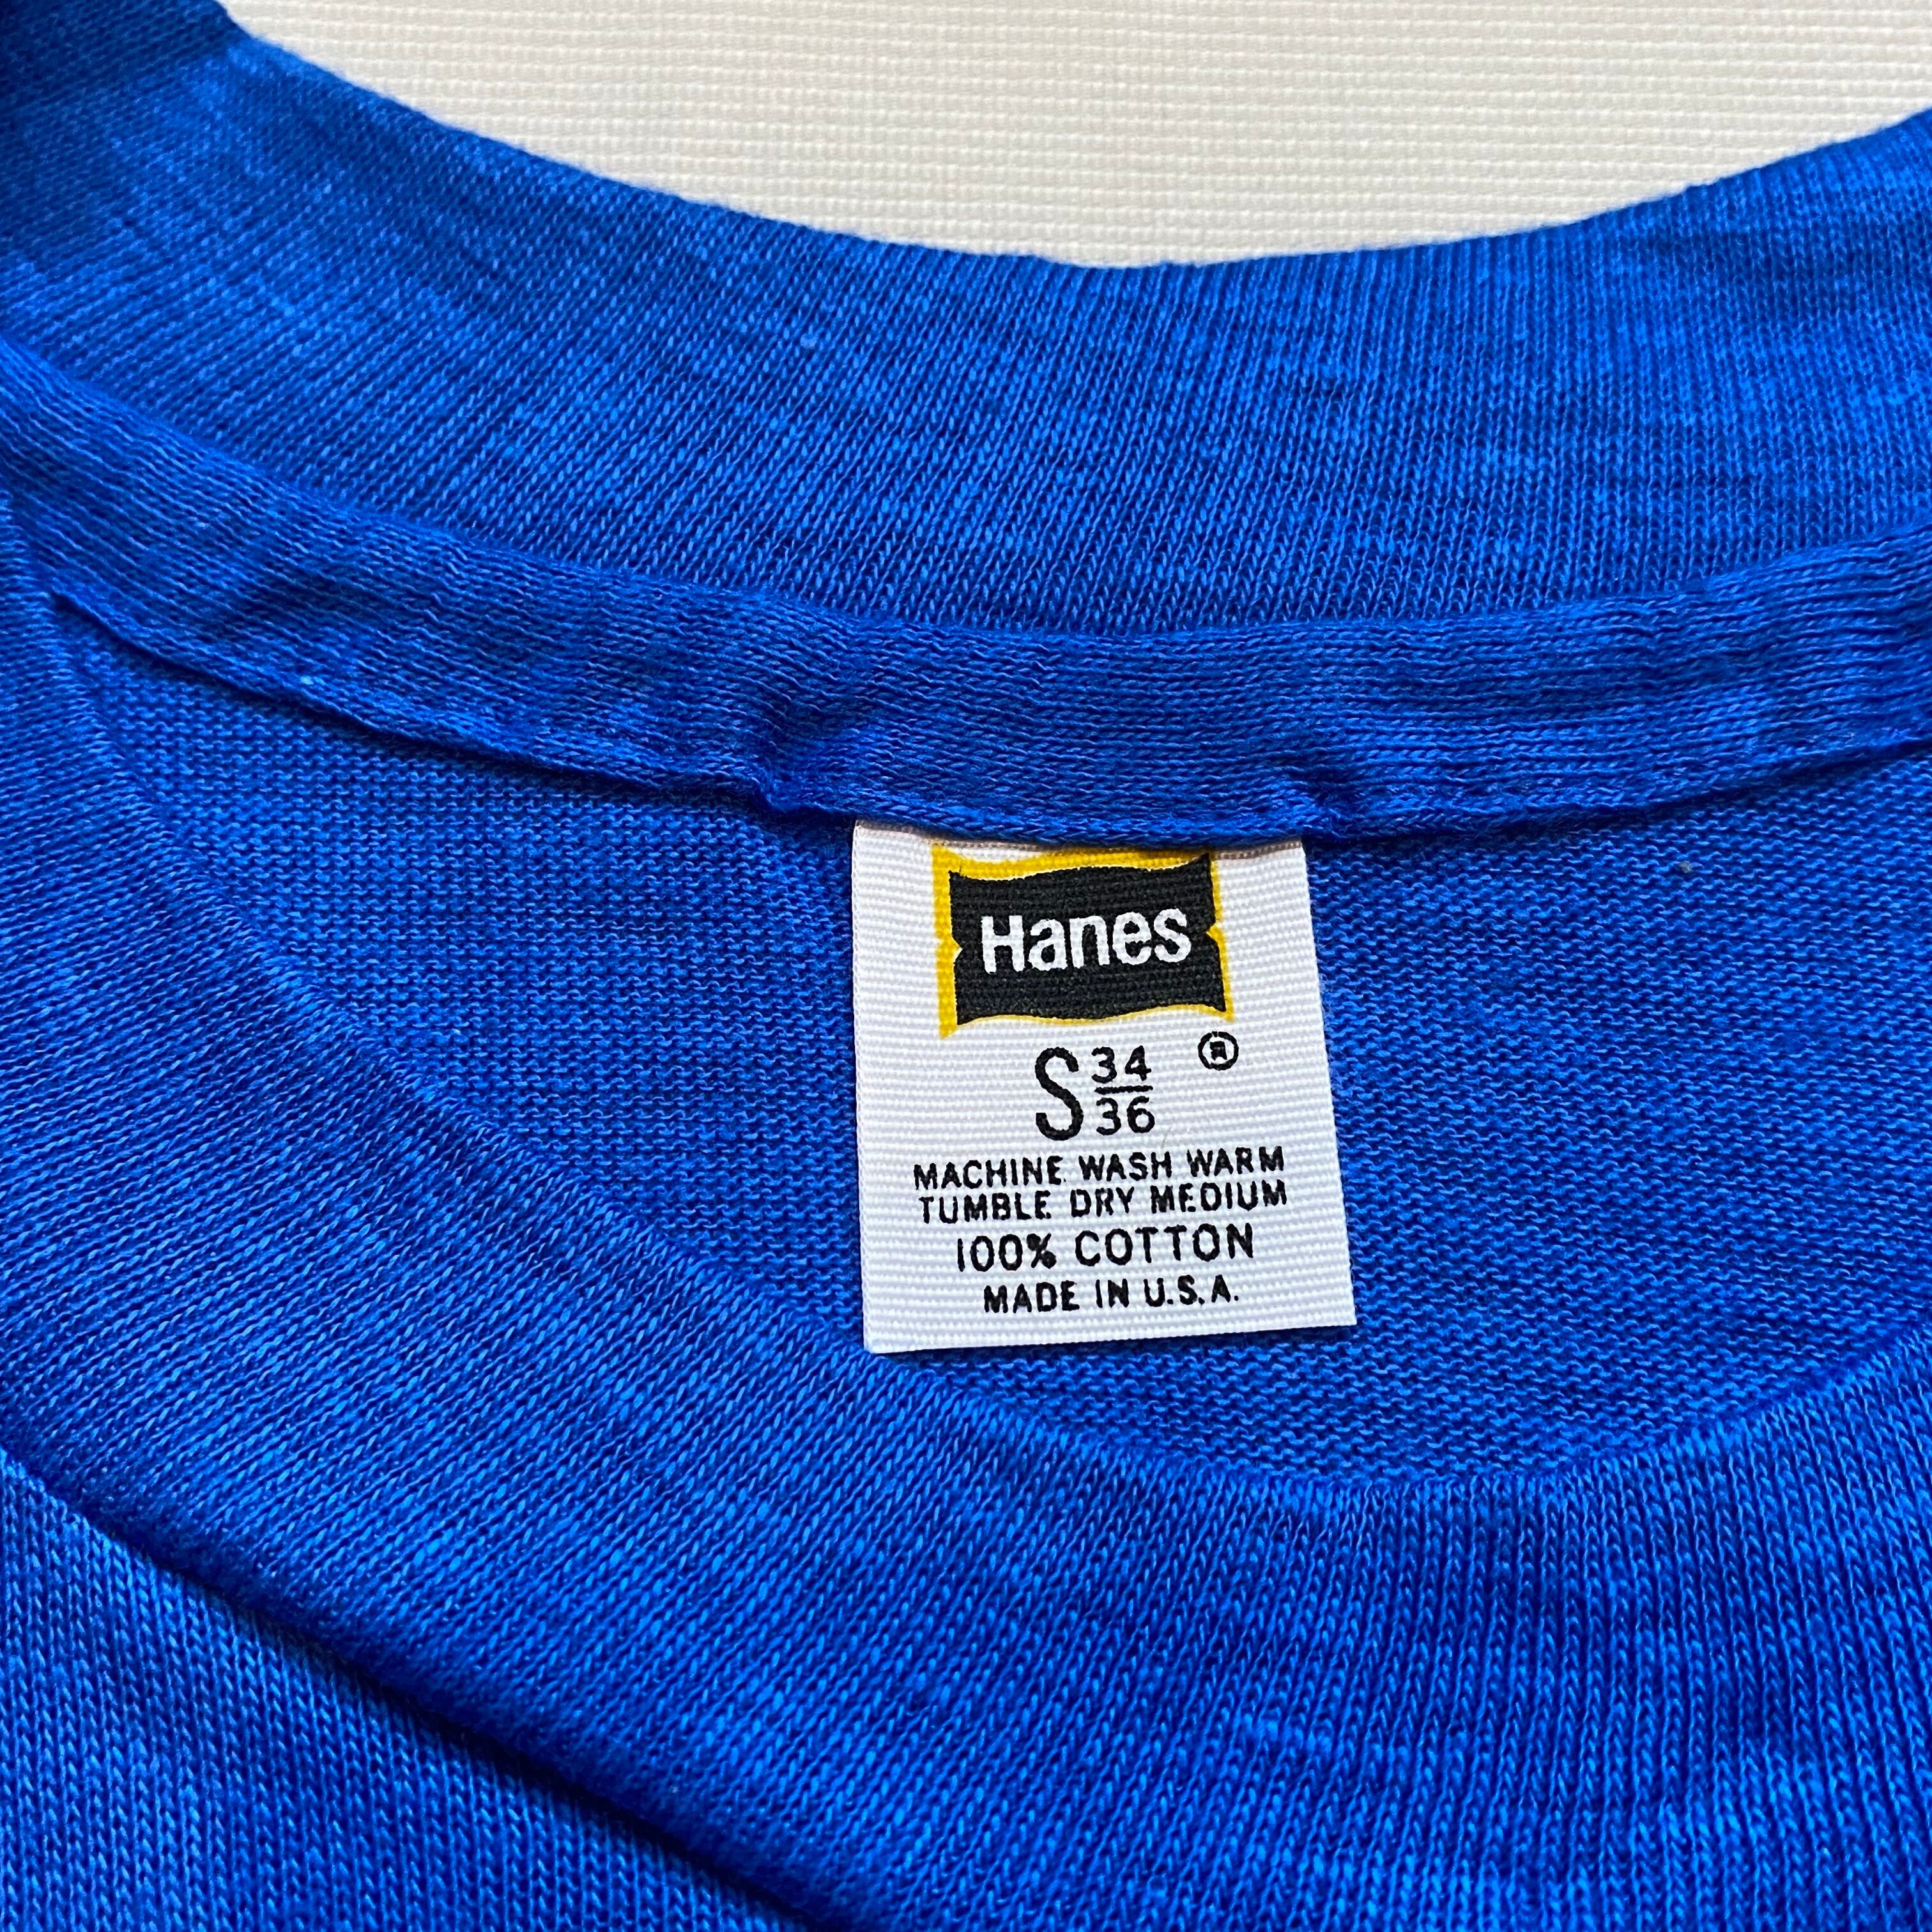 Hanes
S 34/36 ®
MACHINE WASH WARM
TUMBLE DRY MEDIUM
100% COTTON
MADE IN U.S.A.